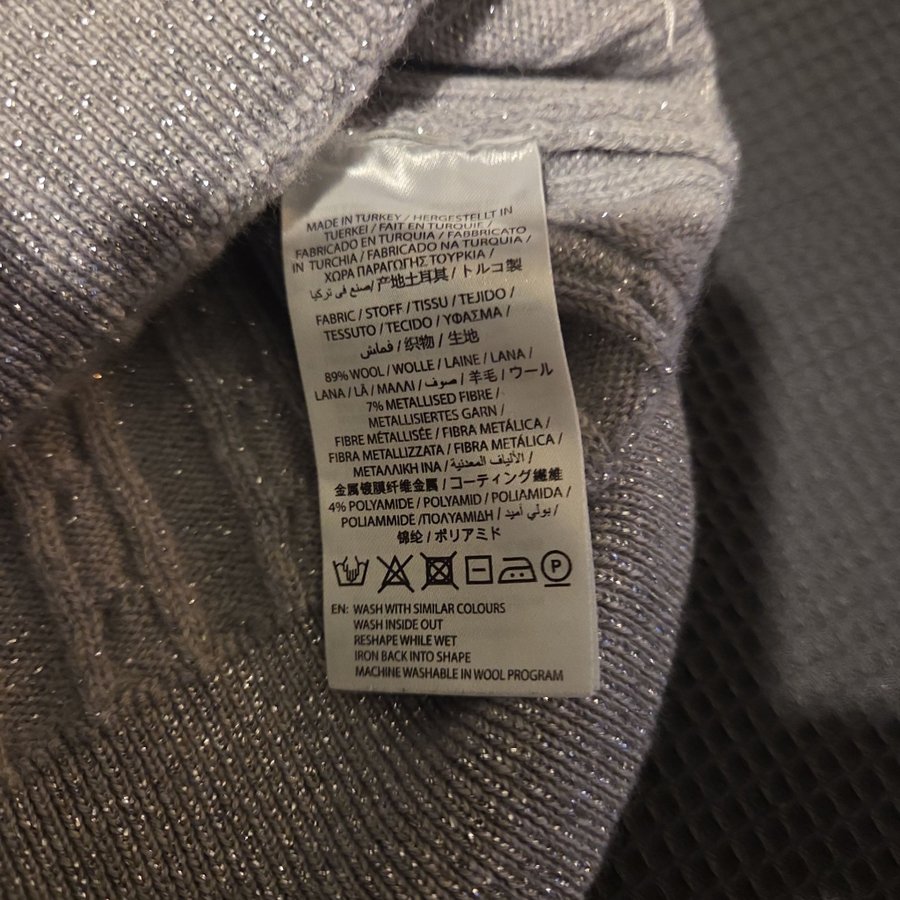 MADE IN TURKEY / HERGESTELLT IN
TUERKEI / FAIT EN TURQUIE /
FABRICADO EN TURQUIA / FABBRICATO
IN TURCHIA / FABRICADO NA TURQUIA /
ΧΩΡΑ ΠΑΡΑΓΩΓΗΣ ΤΟΥΡΚΙΑ /
صنع في تركيا / 产地土耳其 / トルコ製
FABRIC / STOFF / TISSU / TEJIDO /
TESSUTO / TECIDO / ΥΦΑΣΜΑ /
قماش / 织物 / 生地
89% WOOL / WOLLE / LAINE / LANA /
LANA / LÃ / ΜΑΛΛΙ / صوف / 羊毛 / ウール
7% METALLISED FIBRE /
METALLISIERTES GARN /
FIBRE MÉTALLISÉE / FIBRA METÁLICA /
FIBRA METALLIZZATA / FIBRA METÁLICA /
ΜΕΤΑΛΛΙΚΗ ΙΝΑ / الألياف المعدنية /
金属镀膜纤维金属 / コーティング繊維
4% POLYAMIDE / POLYAMID / POLIAMIDA /
POLIAMMIDE / ΠΟΛΥΑΜΙΔΗ / بولي أميد /
锦纶 / ポリアミド
P
EN: WASH WITH SIMILAR COLOURS
WASH INSIDE OUT
RESHAPE WHILE WET
IRON BACK INTO SHAPE
MACHINE WASHABLE IN WOOL PROGRAM